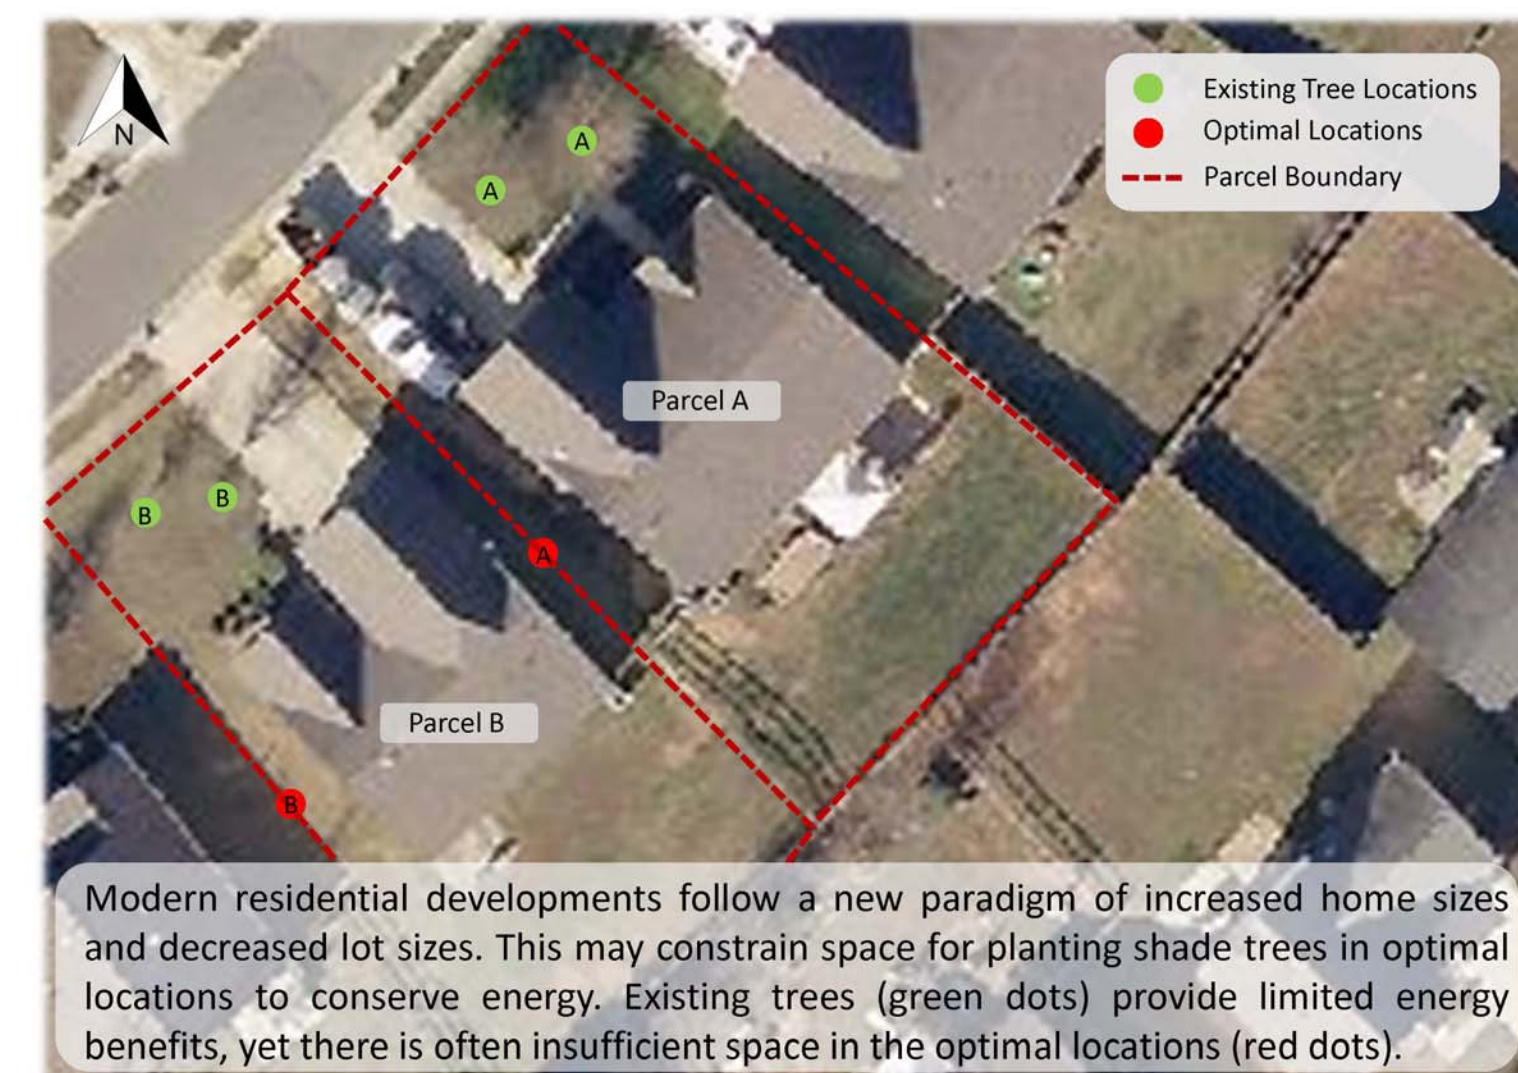 N
Existing Tree Locations
Optimal Locations
Parcel Boundary
A
A
Parcel A
B
B
A
Parcel B
B
Modern residential developments follow a new paradigm of increased home sizes
and decreased lot sizes. This may constrain space for planting shade trees in optimal
locations to conserve energy. Existing trees (green dots) provide limited energy
benefits, yet there is often insufficient space in the optimal locations (red dots).